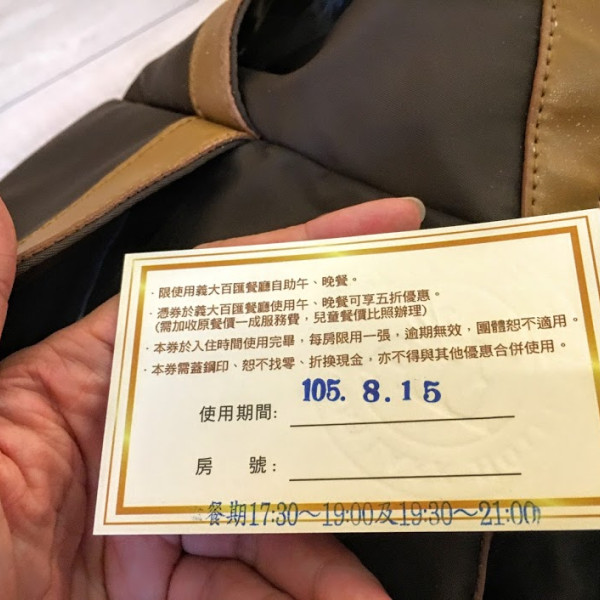 ·限使用義大百匯餐廳自助午、晚餐。
·憑券於義大百匯餐廳使用午、晚餐可享五折優惠。
(需加收原餐價一成服務費,兒童餐價比照辦理)
·本券於入住時間使用完畢,每房限用一張,逾期無效,團體恕不適用。
·本券需蓋鋼印、恕不找零、折換現金,亦不得與其他優惠合併使用。
105. 8. 15
使用期間:
房 號:
餐期17:30～19:00及19:30～21:00